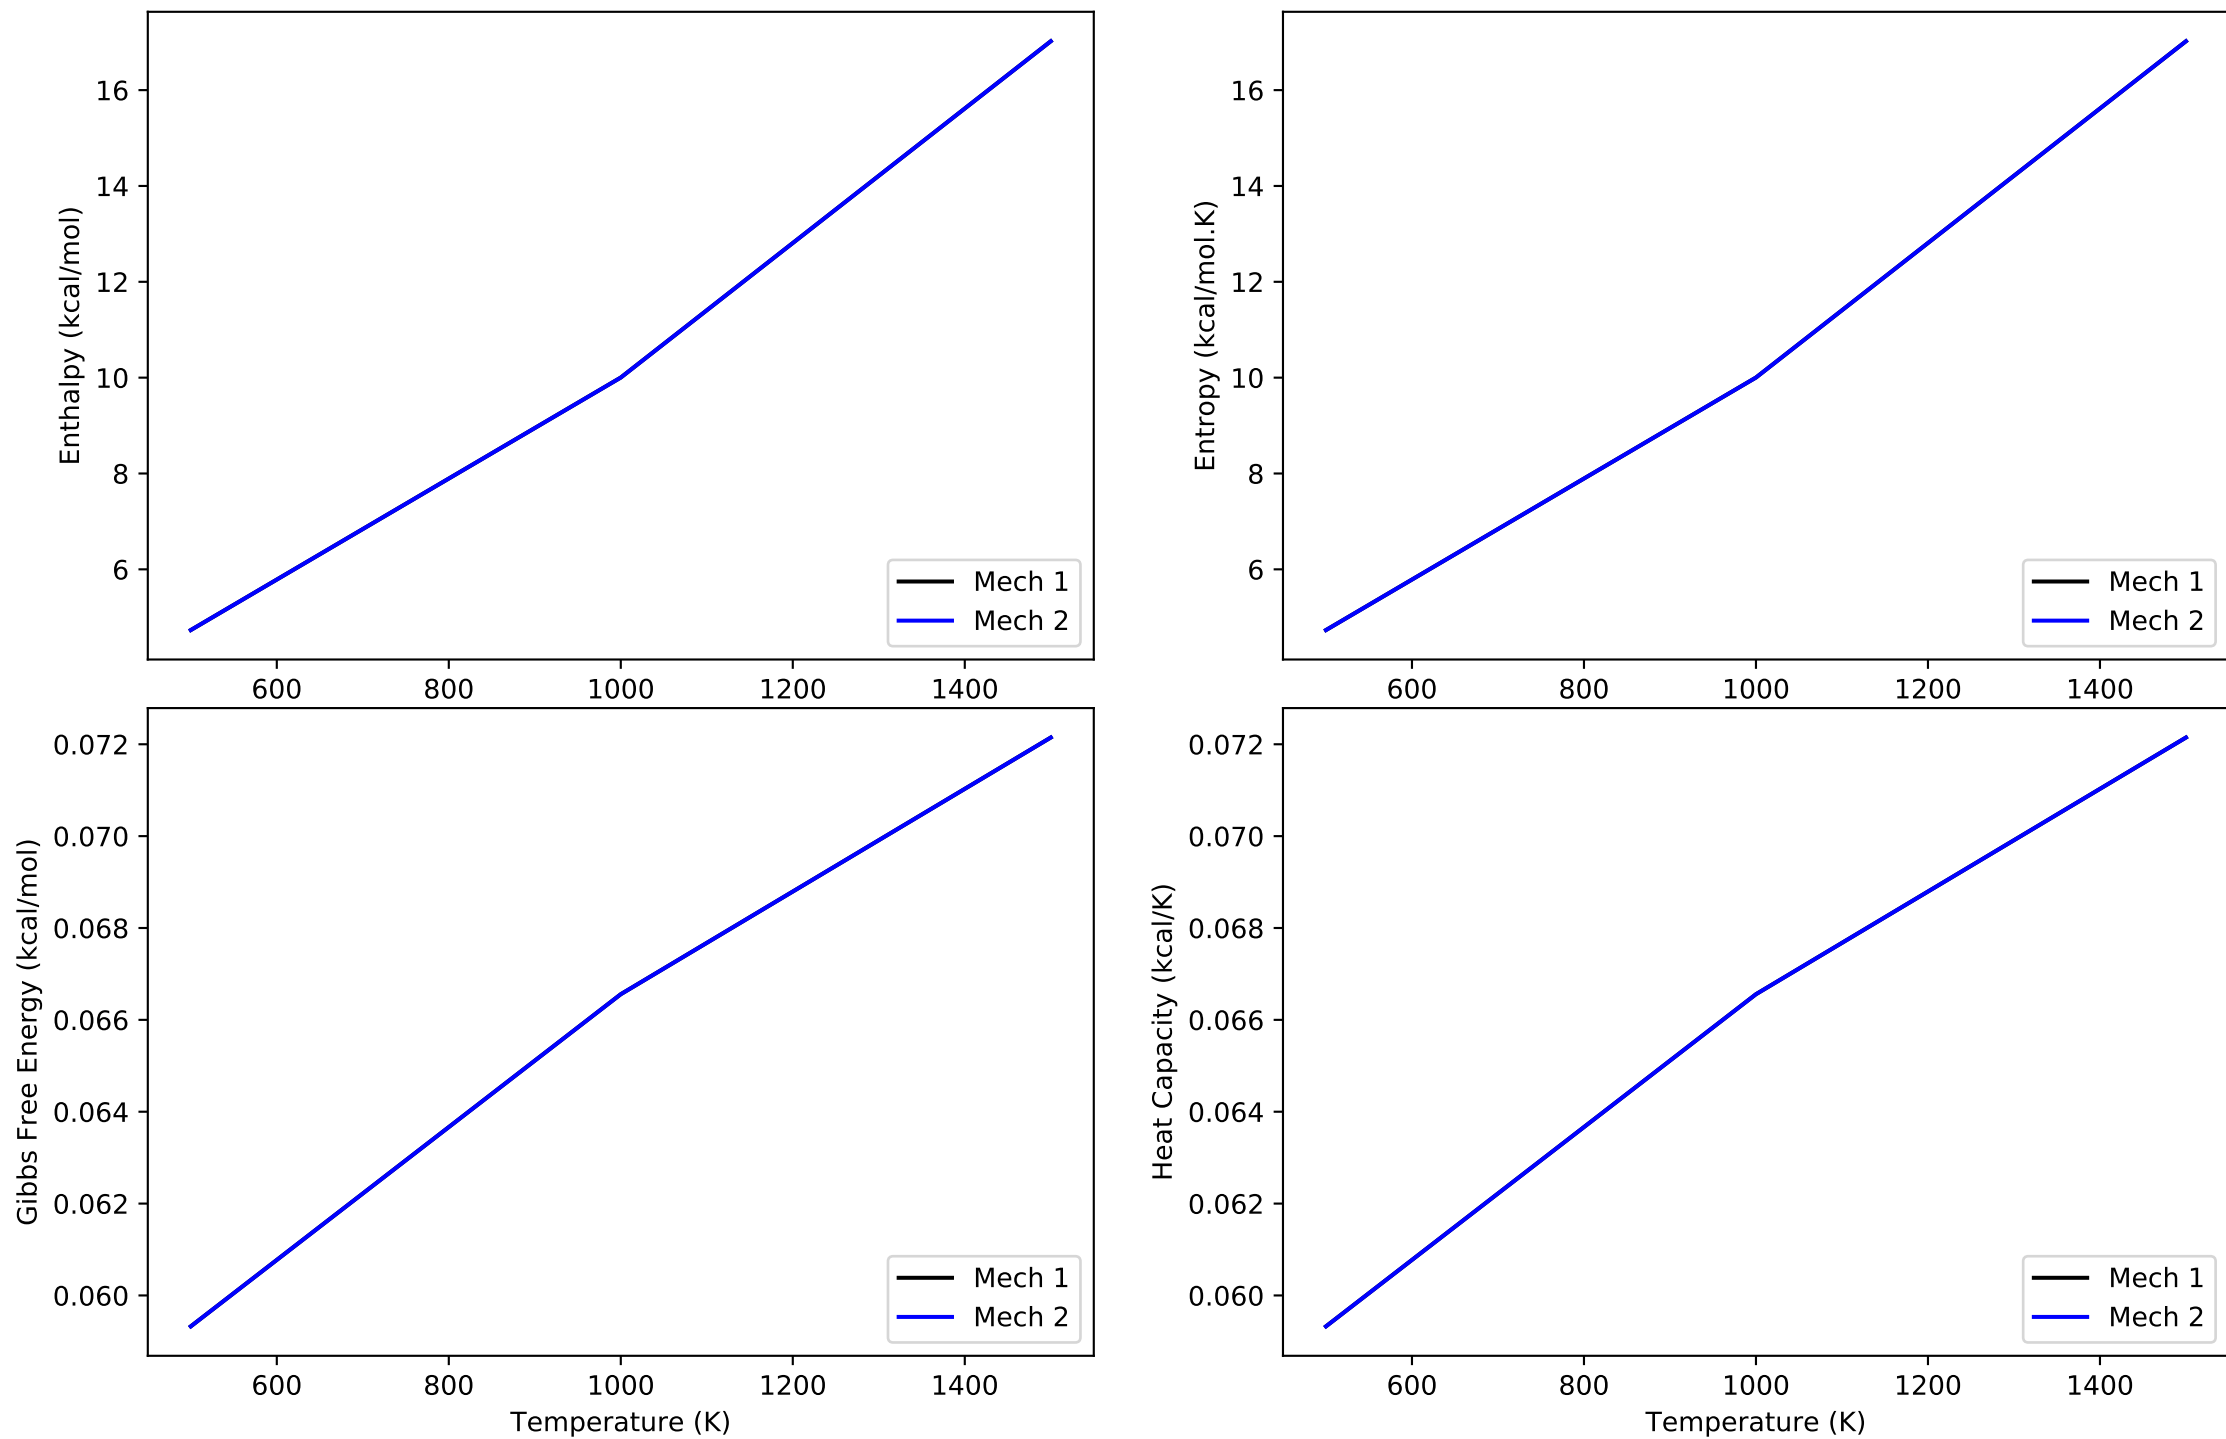 16
14
12
10
8
6
Enthalpy (kcal/mol)
Mech 1
Mech 2
600 800 1000 1200 1400
16
14
12
10
8
6
Entropy (kcal/mol.K)
Mech 1
Mech 2
600 800 1000 1200 1400
0.072
0.070
0.068
0.066
0.064
0.062
0.060
Gibbs Free Energy (kcal/mol)
Mech 1
Mech 2
600 800 1000 1200 1400
Temperature (K)
0.072
0.070
0.068
0.066
0.064
0.062
0.060
Heat Capacity (kcal/K)
Mech 1
Mech 2
600 800 1000 1200 1400
Temperature (K)